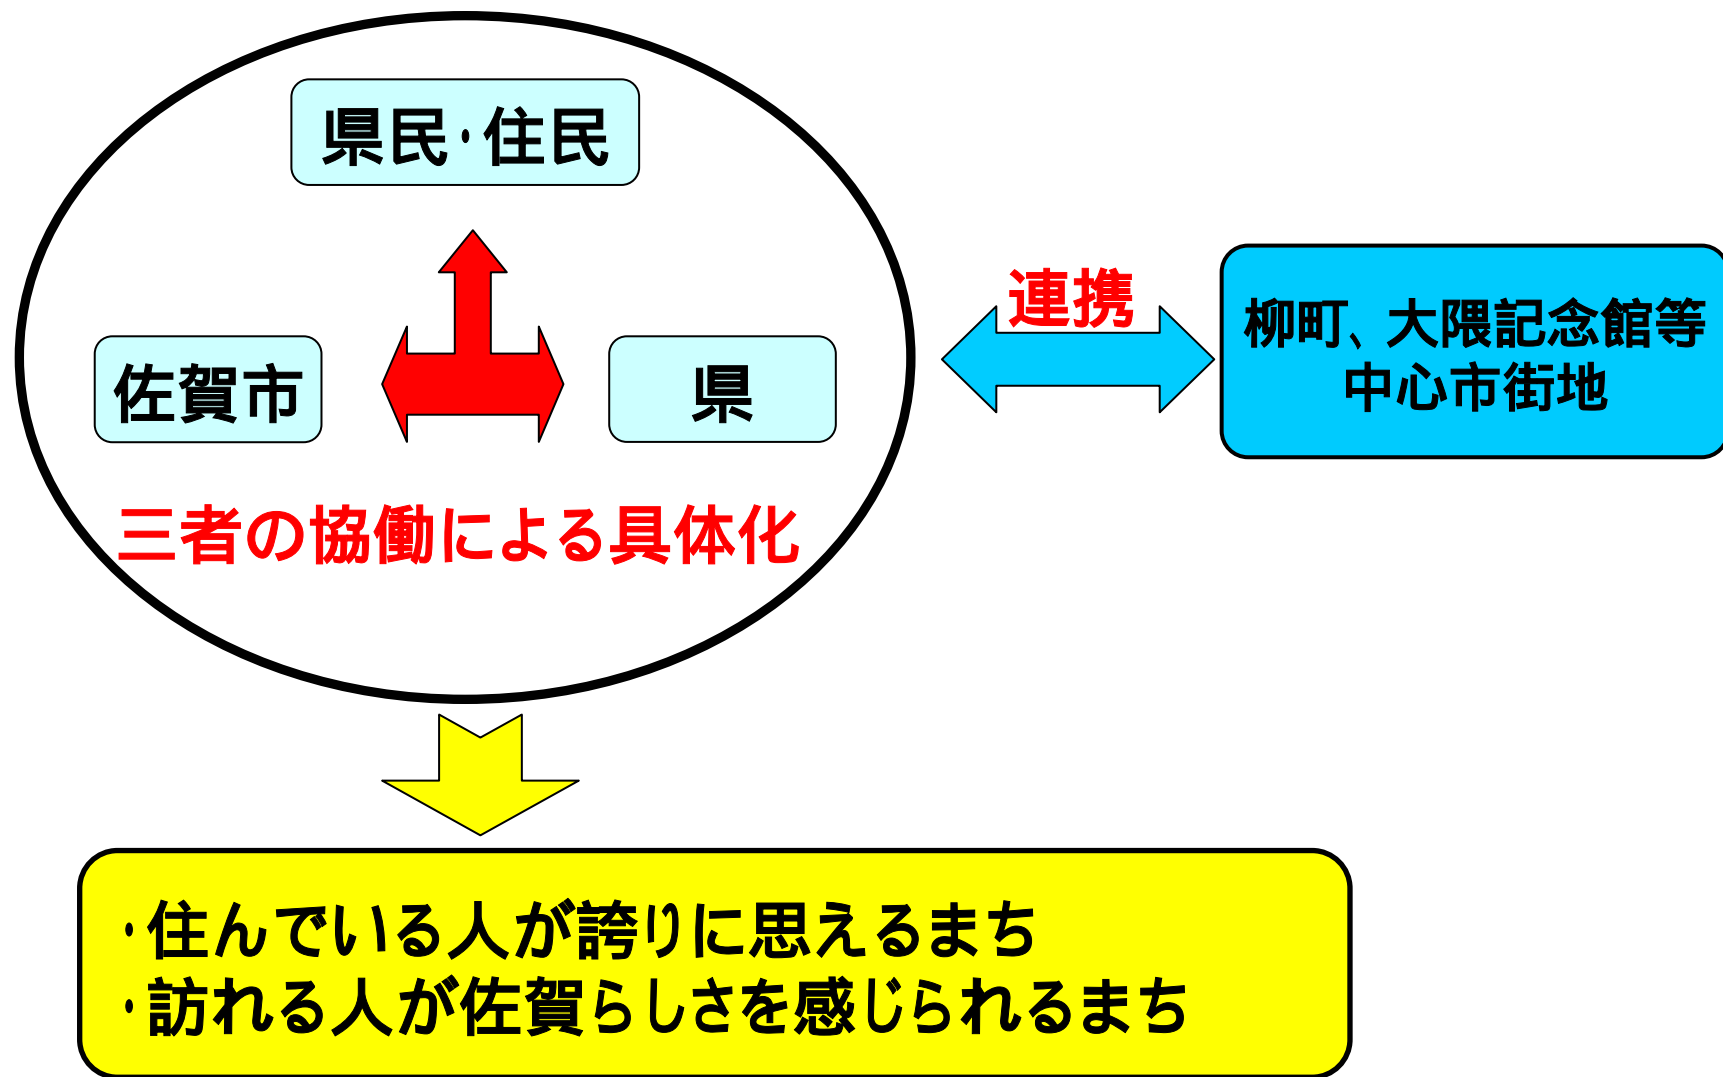 県民・住民
佐賀市
県
三者の協働による具体化
連携
柳町、大隈記念館等
中心市街地
・住んでいる人が誇りに思えるまち
・訪れる人が佐賀らしさを感じられるまち